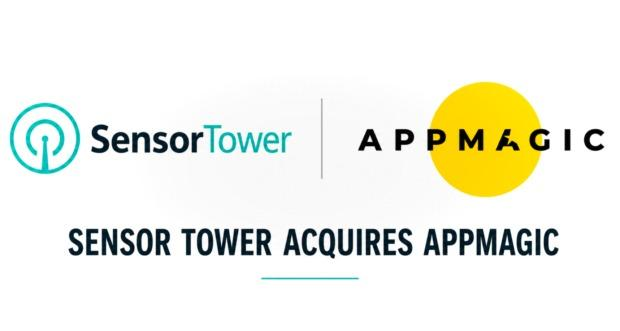 SensorTower
APPMAGIC
SENSOR TOWER ACQUIRES APPMAGIC